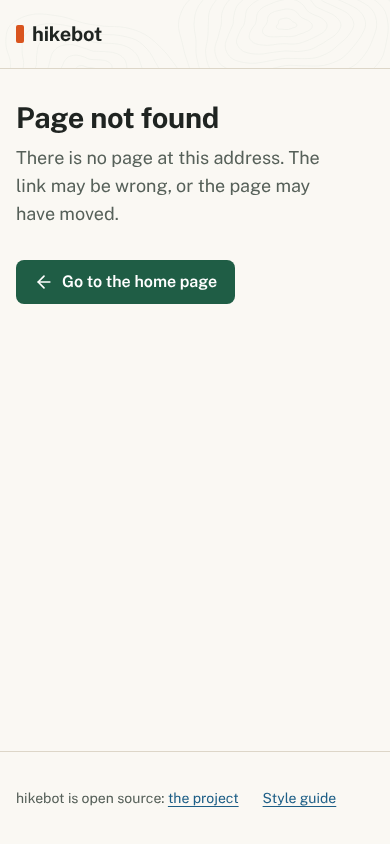 hikebot
Page not found
There is no page at this address. The
link may be wrong, or the page may
have moved.
Go to the home page
hikebot is open source: the project Style guide